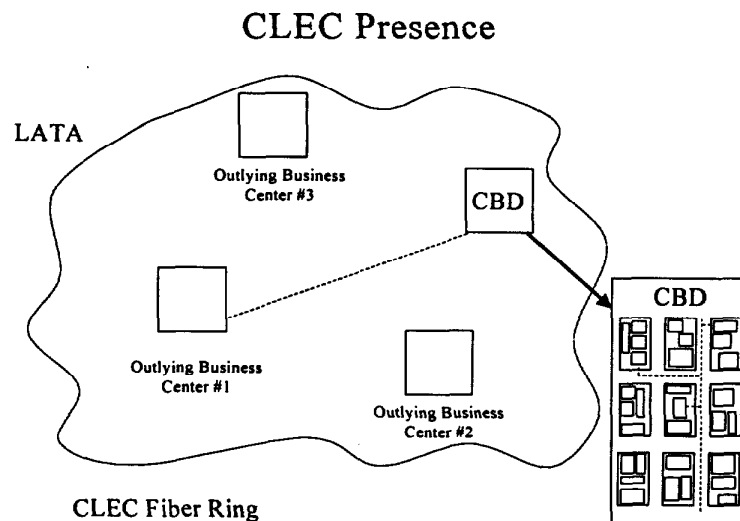 CLEC Presence
LATA
Outlying Business
Center #3
CBD
Outlying Business
Center #1
Outlying Business
Center #2
CBD
CLEC Fiber Ring